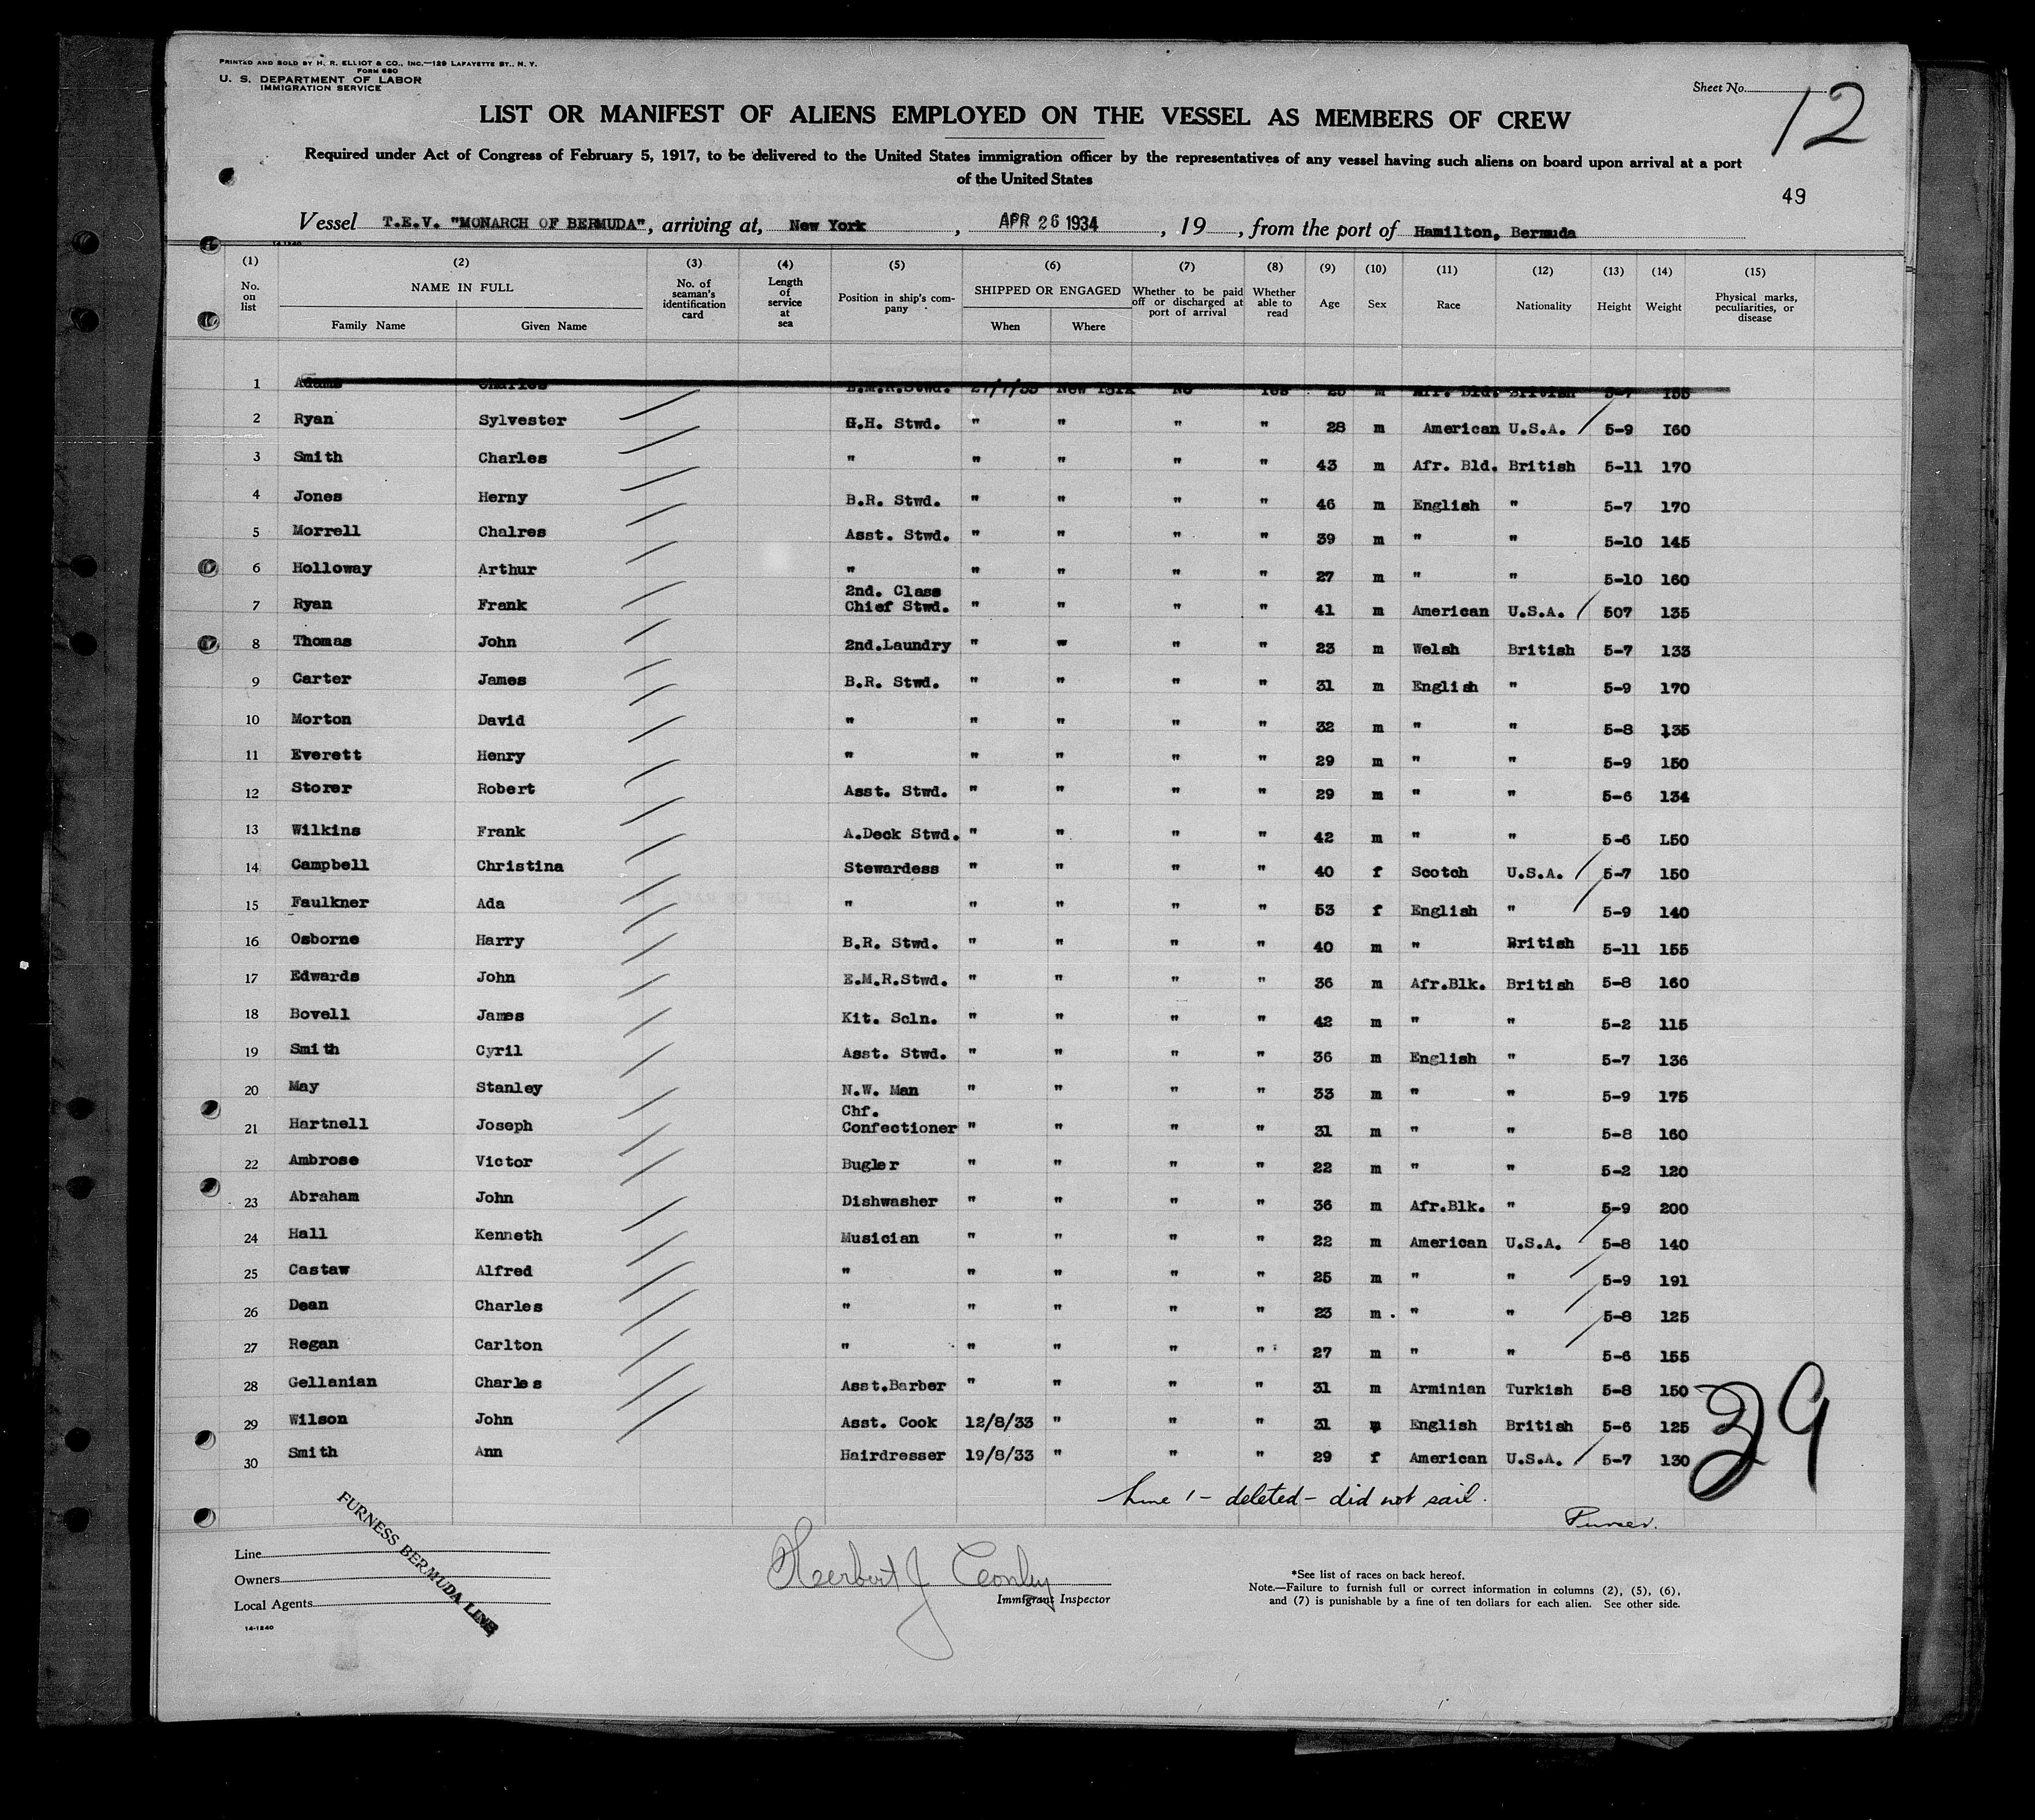 PRINTED AND SOLD BY H. R. ELLIOT & CO., INC.—129 LAFAYETTE ST., N. Y.
FORM 680
U. S. DEPARTMENT OF LABOR
IMMIGRATION SERVICE
Sheet No.
12
LIST OR MANIFEST OF ALIENS EMPLOYED ON THE VESSEL AS MEMBERS OF CREW
Required under Act of Congress of February 5, 1917, to be delivered to the United States immigration officer by the representatives of any vessel having such aliens on board upon arrival at a port
of the United States
49
Vessel T.E.V. "MONARCH OF BERMUDA", arriving at, New York, APR 26 1934, 19, from the port of Hamilton, Bermuda
14-1240
(1) (2) (3) (4) (5) (6) (7) (8) (9) (10) (11) (12) (13) (14) (15)
No. on list NAME IN FULL Family Name Given Name No. of seaman's identification card Length of service at sea Position in ship's company SHIPPED OR ENGAGED When Where Whether to be paid off or discharged at port of arrival Whether able to read Age Sex Race Nationality Height Weight Physical marks, peculiarities, or disease
1 Adams Charles E.M.R.Stwd. 27/7/33 New York No Yes 25 m Afr. Bld. British 5-7 155
2 Ryan Sylvester G.H. Stwd. " " " " 28 m American U.S.A. 5-9 I60
3 Smith Charles " " " " " 43 m Afr. Bld. British 5-11 170
4 Jones Herny B.R. Stwd. " " " " 46 m English " 5-7 170
5 Morrell Chalres Asst. Stwd. " " " " 39 m " " 5-10 145
6 Holloway Arthur " " " " " 27 m " " 5-10 160
7 Ryan Frank 2nd. Class Chief Stwd. " " " " 41 m American U.S.A. 507 135
8 Thomas John 2nd.Laundry " " " " 23 m Welsh British 5-7 133
9 Carter James B.R. Stwd. " " " " 31 m English " 5-9 170
10 Morton David " " " " " 32 m " " 5-8 135
11 Everett Henry " " " " " 29 m " " 5-9 150
12 Storer Robert Asst. Stwd. " " " " 29 m " " 5-6 134
13 Wilkins Frank A.Deck Stwd. " " " " 42 m " " 5-6 L50
14 Campbell Christina Stewardess " " " " 40 f Scotch U.S.A. 5-7 150
15 Faulkner Ada " " " " " 53 f English " 5-9 140
16 Osborne Harry B.R. Stwd. " " " " 40 m " British 5-11 155
17 Edwards John E.M.R.Stwd. " " " " 36 m Afr.Blk. British 5-8 160
18 Bovell James Kit. Scln. " " " " 42 m " " 5-2 115
19 Smith Cyril Asst. Stwd. " " " " 36 m English " 5-7 136
20 May Stanley N.W. Man " " " " 33 m " " 5-9 175
21 Hartnell Joseph Chf. Confectioner " " " " 31 m " " 5-8 160
22 Ambrose Victor Bugler " " " " 22 m " " 5-2 120
23 Abraham John Dishwasher " " " " 36 m Afr.Blk. " 5-9 200
24 Hall Kenneth Musician " " " " 22 m American U.S.A. 5-8 140
25 Castaw Alfred " " " " " 25 m " " 5-9 191
26 Dean Charles " " " " " 23 m . " " 5-8 125
27 Regan Carlton " " " " " 27 m " " 5-6 155
28 Gellanian Charles Asst.Barber " " " " 31 m Arminian Turkish 5-8 150
29 Wilson John Asst. Cook 12/8/33 " " " 31 m English British 5-6 125
30 Smith Ann Hairdresser 19/8/33 " " " 29 f American U.S.A. 5-7 130
29
Line 1 - deleted - did not sail.
Purser.
Line
Owners
Local Agents
FURNESS BERMUDA LINE
14-1240
Herbert J Conley
Immigrant Inspector
*See list of races on back hereof.
Note.—Failure to furnish full or correct information in columns (2), (5), (6),
and (7) is punishable by a fine of ten dollars for each alien. See other side.